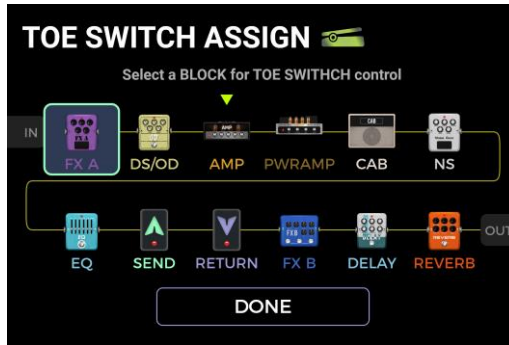 TOE SWITCH ASSIGN
Select a BLOCK for TOE SWITHCH control
IN
FX A
DS/OD
AMP
PWRAMP
CAB
NS
EQ
SEND
RETURN
FX B
DELAY
REVERB
OUT
DONE